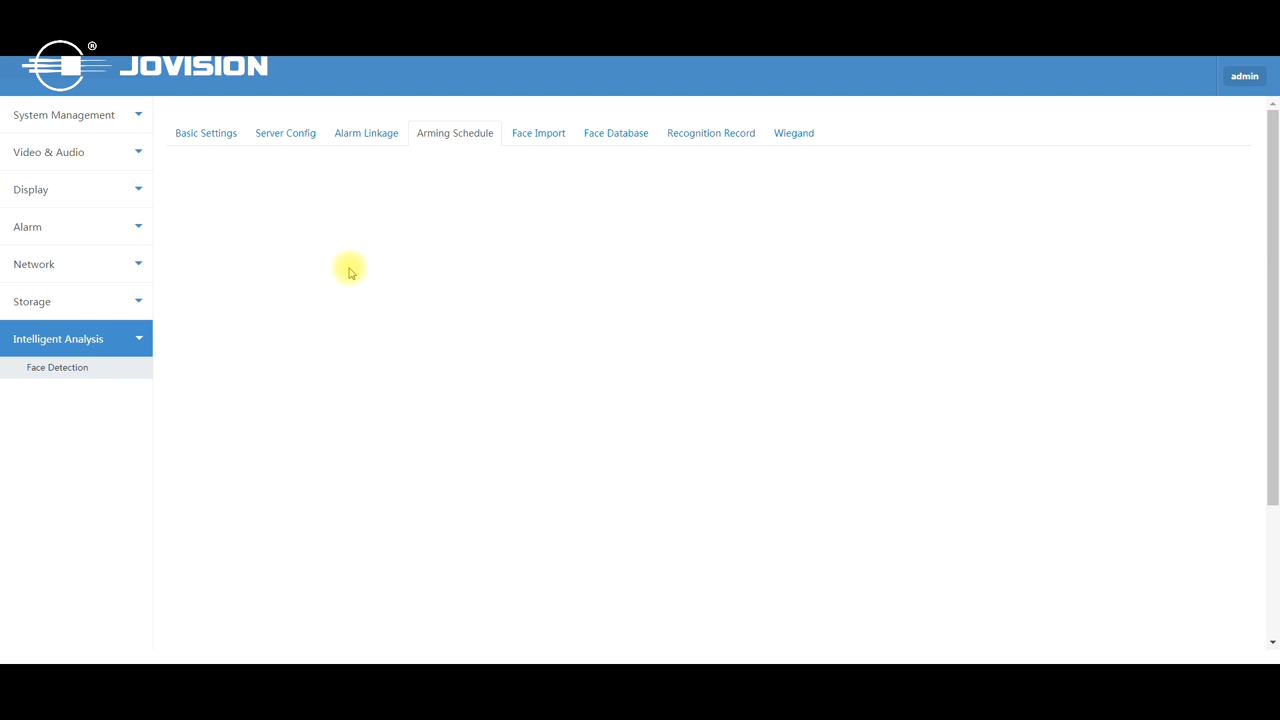 ®
JOVISION
admin
System Management
Video & Audio
Display
Alarm
Network
Storage
Intelligent Analysis
Face Detection
Basic Settings Server Config Alarm Linkage Arming Schedule Face Import Face Database Recognition Record Wiegand